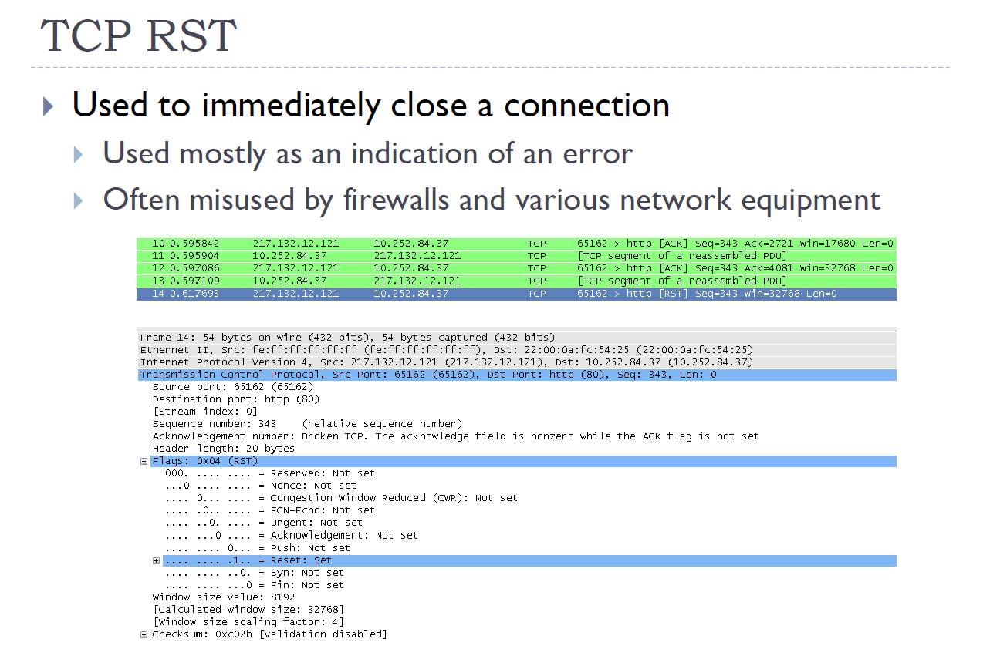 TCP RST
Used to immediately close a connection
Used mostly as an indication of an error
Often misused by firewalls and various network equipment
10 0.595842 217.132.12.121 10.252.84.37 TCP 65162 > http [ACK] Seq=343 Ack=2721 Win=17680 Len=0
11 0.595904 10.252.84.37 217.132.12.121 TCP [TCP segment of a reassembled PDU]
12 0.597086 217.132.12.121 10.252.84.37 TCP 65162 > http [ACK] Seq=343 Ack=4081 Win=32768 Len=0
13 0.597109 10.252.84.37 217.132.12.121 TCP [TCP segment of a reassembled PDU]
14 0.617693 217.132.12.121 10.252.84.37 TCP 65162 > http [RST] Seq=343 Win=32768 Len=0
Frame 14: 54 bytes on wire (432 bits), 54 bytes captured (432 bits)
Ethernet II, Src: fe:ff:ff:ff:ff:ff (fe:ff:ff:ff:ff:ff), Dst: 22:00:0a:fc:54:25 (22:00:0a:fc:54:25)
Internet Protocol Version 4, Src: 217.132.12.121 (217.132.12.121), Dst: 10.252.84.37 (10.252.84.37)
Transmission Control Protocol, Src Port: 65162 (65162), Dst Port: http (80), Seq: 343, Len: 0
Source port: 65162 (65162)
Destination port: http (80)
[Stream index: 0]
Sequence number: 343 (relative sequence number)
Acknowledgement number: Broken TCP. The acknowledge field is nonzero while the ACK flag is not set
Header length: 20 bytes
Flags: 0x04 (RST)
000. .... .... = Reserved: Not set
...0 .... .... = Nonce: Not set
.... 0... .... = Congestion Window Reduced (CWR): Not set
.... .0.. .... = ECN-Echo: Not set
.... ..0. .... = Urgent: Not set
.... ...0 .... = Acknowledgement: Not set
.... .... 0... = Push: Not set
.... .... .1.. = Reset: Set
.... .... ..0. = Syn: Not set
.... .... ...0 = Fin: Not set
Window size value: 8192
[Calculated window size: 32768]
[Window size scaling factor: 4]
Checksum: 0xc02b [validation disabled]